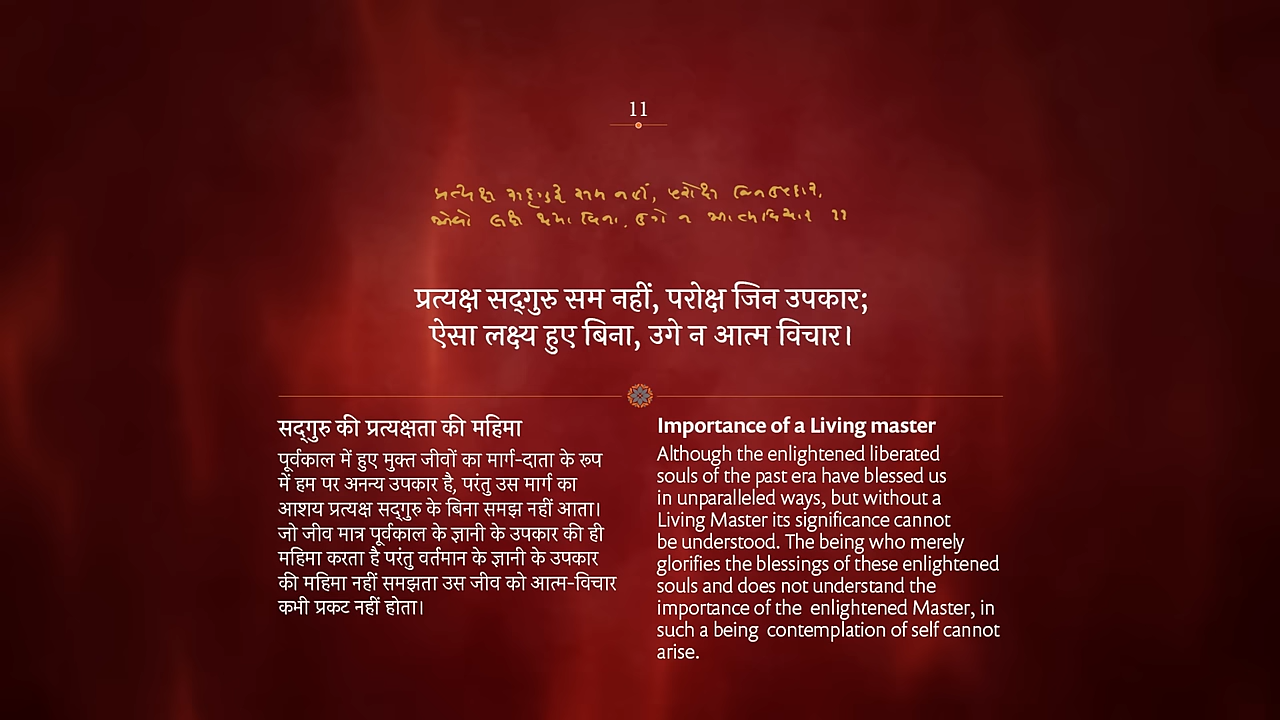 11
प्रत्यक्ष सद्‌गुरु सम नहीं, परोक्ष जिन उपकार;
ऐसा लक्ष्य हुए बिना, उगे न आत्म विचार।
सद्‌गुरु की प्रत्यक्षता की महिमा
पूर्वकाल में हुए मुक्त जीवों का मार्ग-दाता के रूप
में हम पर अनन्य उपकार है, परंतु उस मार्ग का
आशय प्रत्यक्ष सद्‌गुरु के बिना समझ नहीं आता।
जो जीव मात्र पूर्वकाल के ज्ञानी के उपकार की ही
महिमा करता है परंतु वर्तमान के ज्ञानी के उपकार
की महिमा नहीं समझता उस जीव को आत्म-विचार
कभी प्रकट नहीं होता।
Importance of a Living master
Although the enlightened liberated
souls of the past era have blessed us
in unparalleled ways, but without a
Living Master its significance cannot
be understood. The being who merely
glorifies the blessings of these enlightened
souls and does not understand the
importance of the enlightened Master, in
such a being contemplation of self cannot
arise.